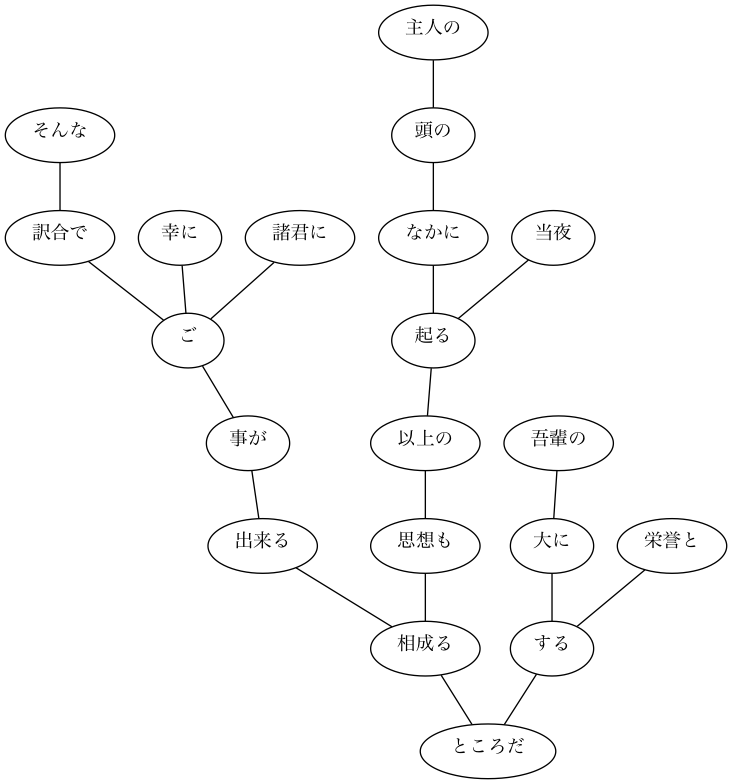 主人の
そんな
頭の
訳合で
幸に
諸君に
なかに
当夜
ご
起る
事が
以上の
吾輩の
出来る
思想も
大に
栄誉と
相成る
する
ところだ